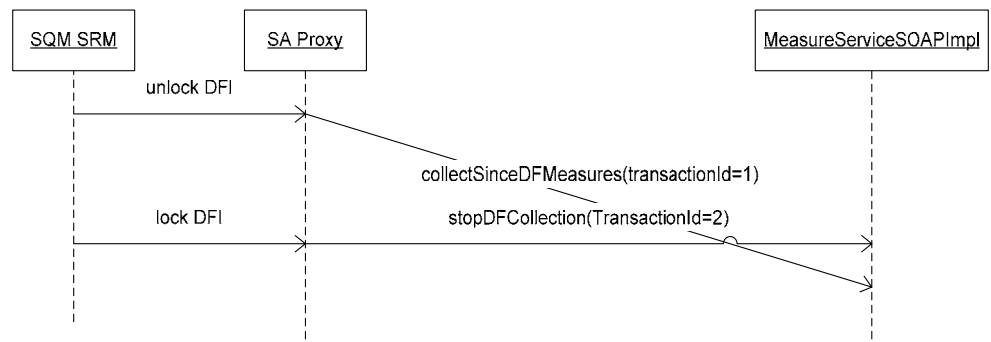 SQM SRM
SA Proxy
MeasureServiceSOAPImpl
unlock DFI
collectSinceDFMeasures(transactionId=1)
lock DFI
stopDFCollection(TransactionId=2)